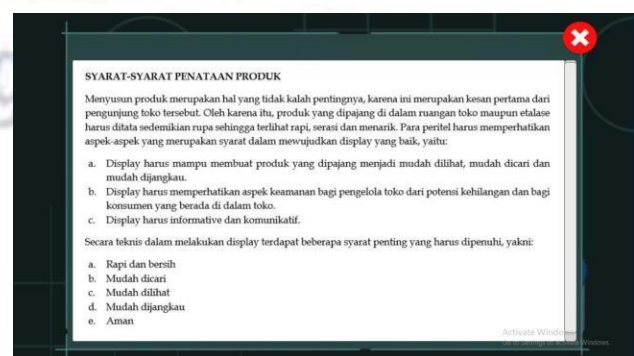 SYARAT-SYARAT PENATAAN PRODUK
Menyusun produk merupakan hal yang tidak kalah pentingnya, karena ini merupakan kesan pertama dari
pengunjung toko tersebut. Oleh karena itu, produk yang dipajang di dalam ruangan toko maupun etalase
harus ditata sedemikian rupa sehingga terlihat rapi, serasi dan menarik. Para peritel harus memperhatikan
aspek-aspek yang merupakan syarat dalam mewujudkan display yang baik, yaitu:
a. Display harus mampu membuat produk yang dipajang menjadi mudah dilihat, mudah dicari dan
mudah dijangkau.
b. Display harus memperhatikan aspek keamanan bagi pengelola toko dari potensi kehilangan dan bagi
konsumen yang berada di dalam toko.
c. Display harus informative dan komunikatif.
Secara teknis dalam melakukan display terdapat beberapa syarat penting yang harus dipenuhi, yakni:
a. Rapi dan bersih
b. Mudah dicari
c. Mudah dilihat
d. Mudah dijangkau
e. Aman
Activate Windows
Go to Settings to activate Windows.